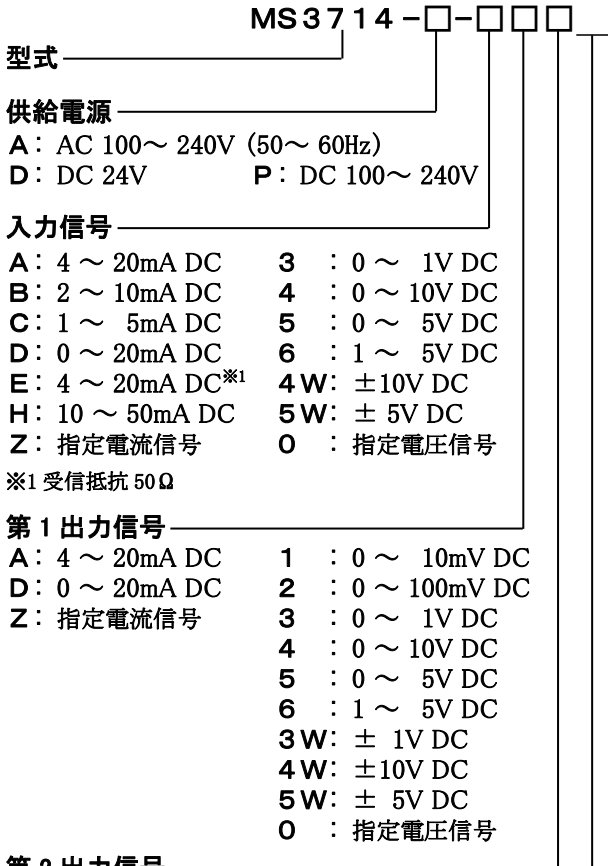 MS3714-□-□□□
型式
供給電源
A： AC 100～ 240V (50～ 60Hz)
D： DC 24V P： DC 100～ 240V
入力信号
A： 4 ～ 20mA DC 3 ： 0 ～ 1V DC
B： 2 ～ 10mA DC 4 ： 0 ～ 10V DC
C： 1 ～ 5mA DC 5 ： 0 ～ 5V DC
D： 0 ～ 20mA DC 6 ： 1 ～ 5V DC
E： 4 ～ 20mA DC※1 4W： ±10V DC
H： 10 ～ 50mA DC 5W： ± 5V DC
Z： 指定電流信号 0 ： 指定電圧信号
※1 受信抵抗 50Ω
第1出力信号
A： 4 ～ 20mA DC 1 ： 0 ～ 10mV DC
D： 0 ～ 20mA DC 2 ： 0 ～ 100mV DC
Z： 指定電流信号 3 ： 0 ～ 1V DC
4 ： 0 ～ 10V DC
5 ： 0 ～ 5V DC
6 ： 1 ～ 5V DC
3W： ± 1V DC
4W： ±10V DC
5W： ± 5V DC
0 ： 指定電圧信号
第2出力信号